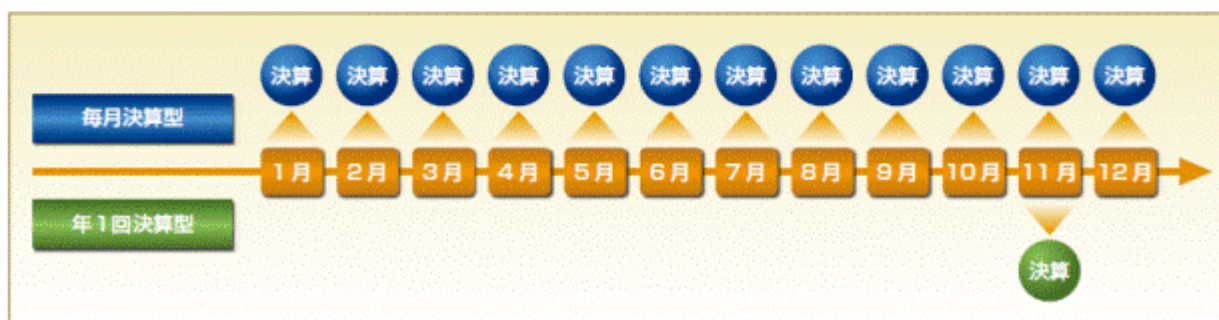 決算 決算 決算 決算 決算 決算 決算 決算 決算 決算 決算 決算
毎月決算型
1月 2月 3月 4月 5月 6月 7月 8月 9月 10月 11月 12月
年1回決算型
決算